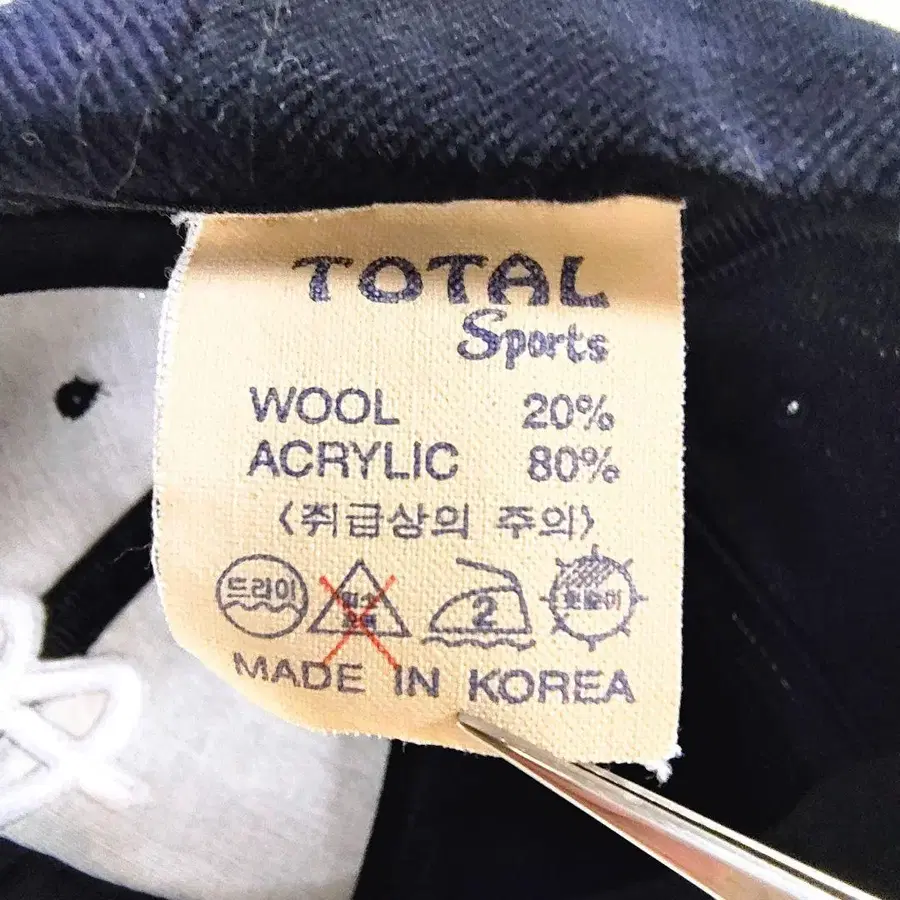 TOTAL
Sports
WOOL 20%
ACRYLIC 80%
<취급상의 주의>
드라이
2
MADE IN KOREA